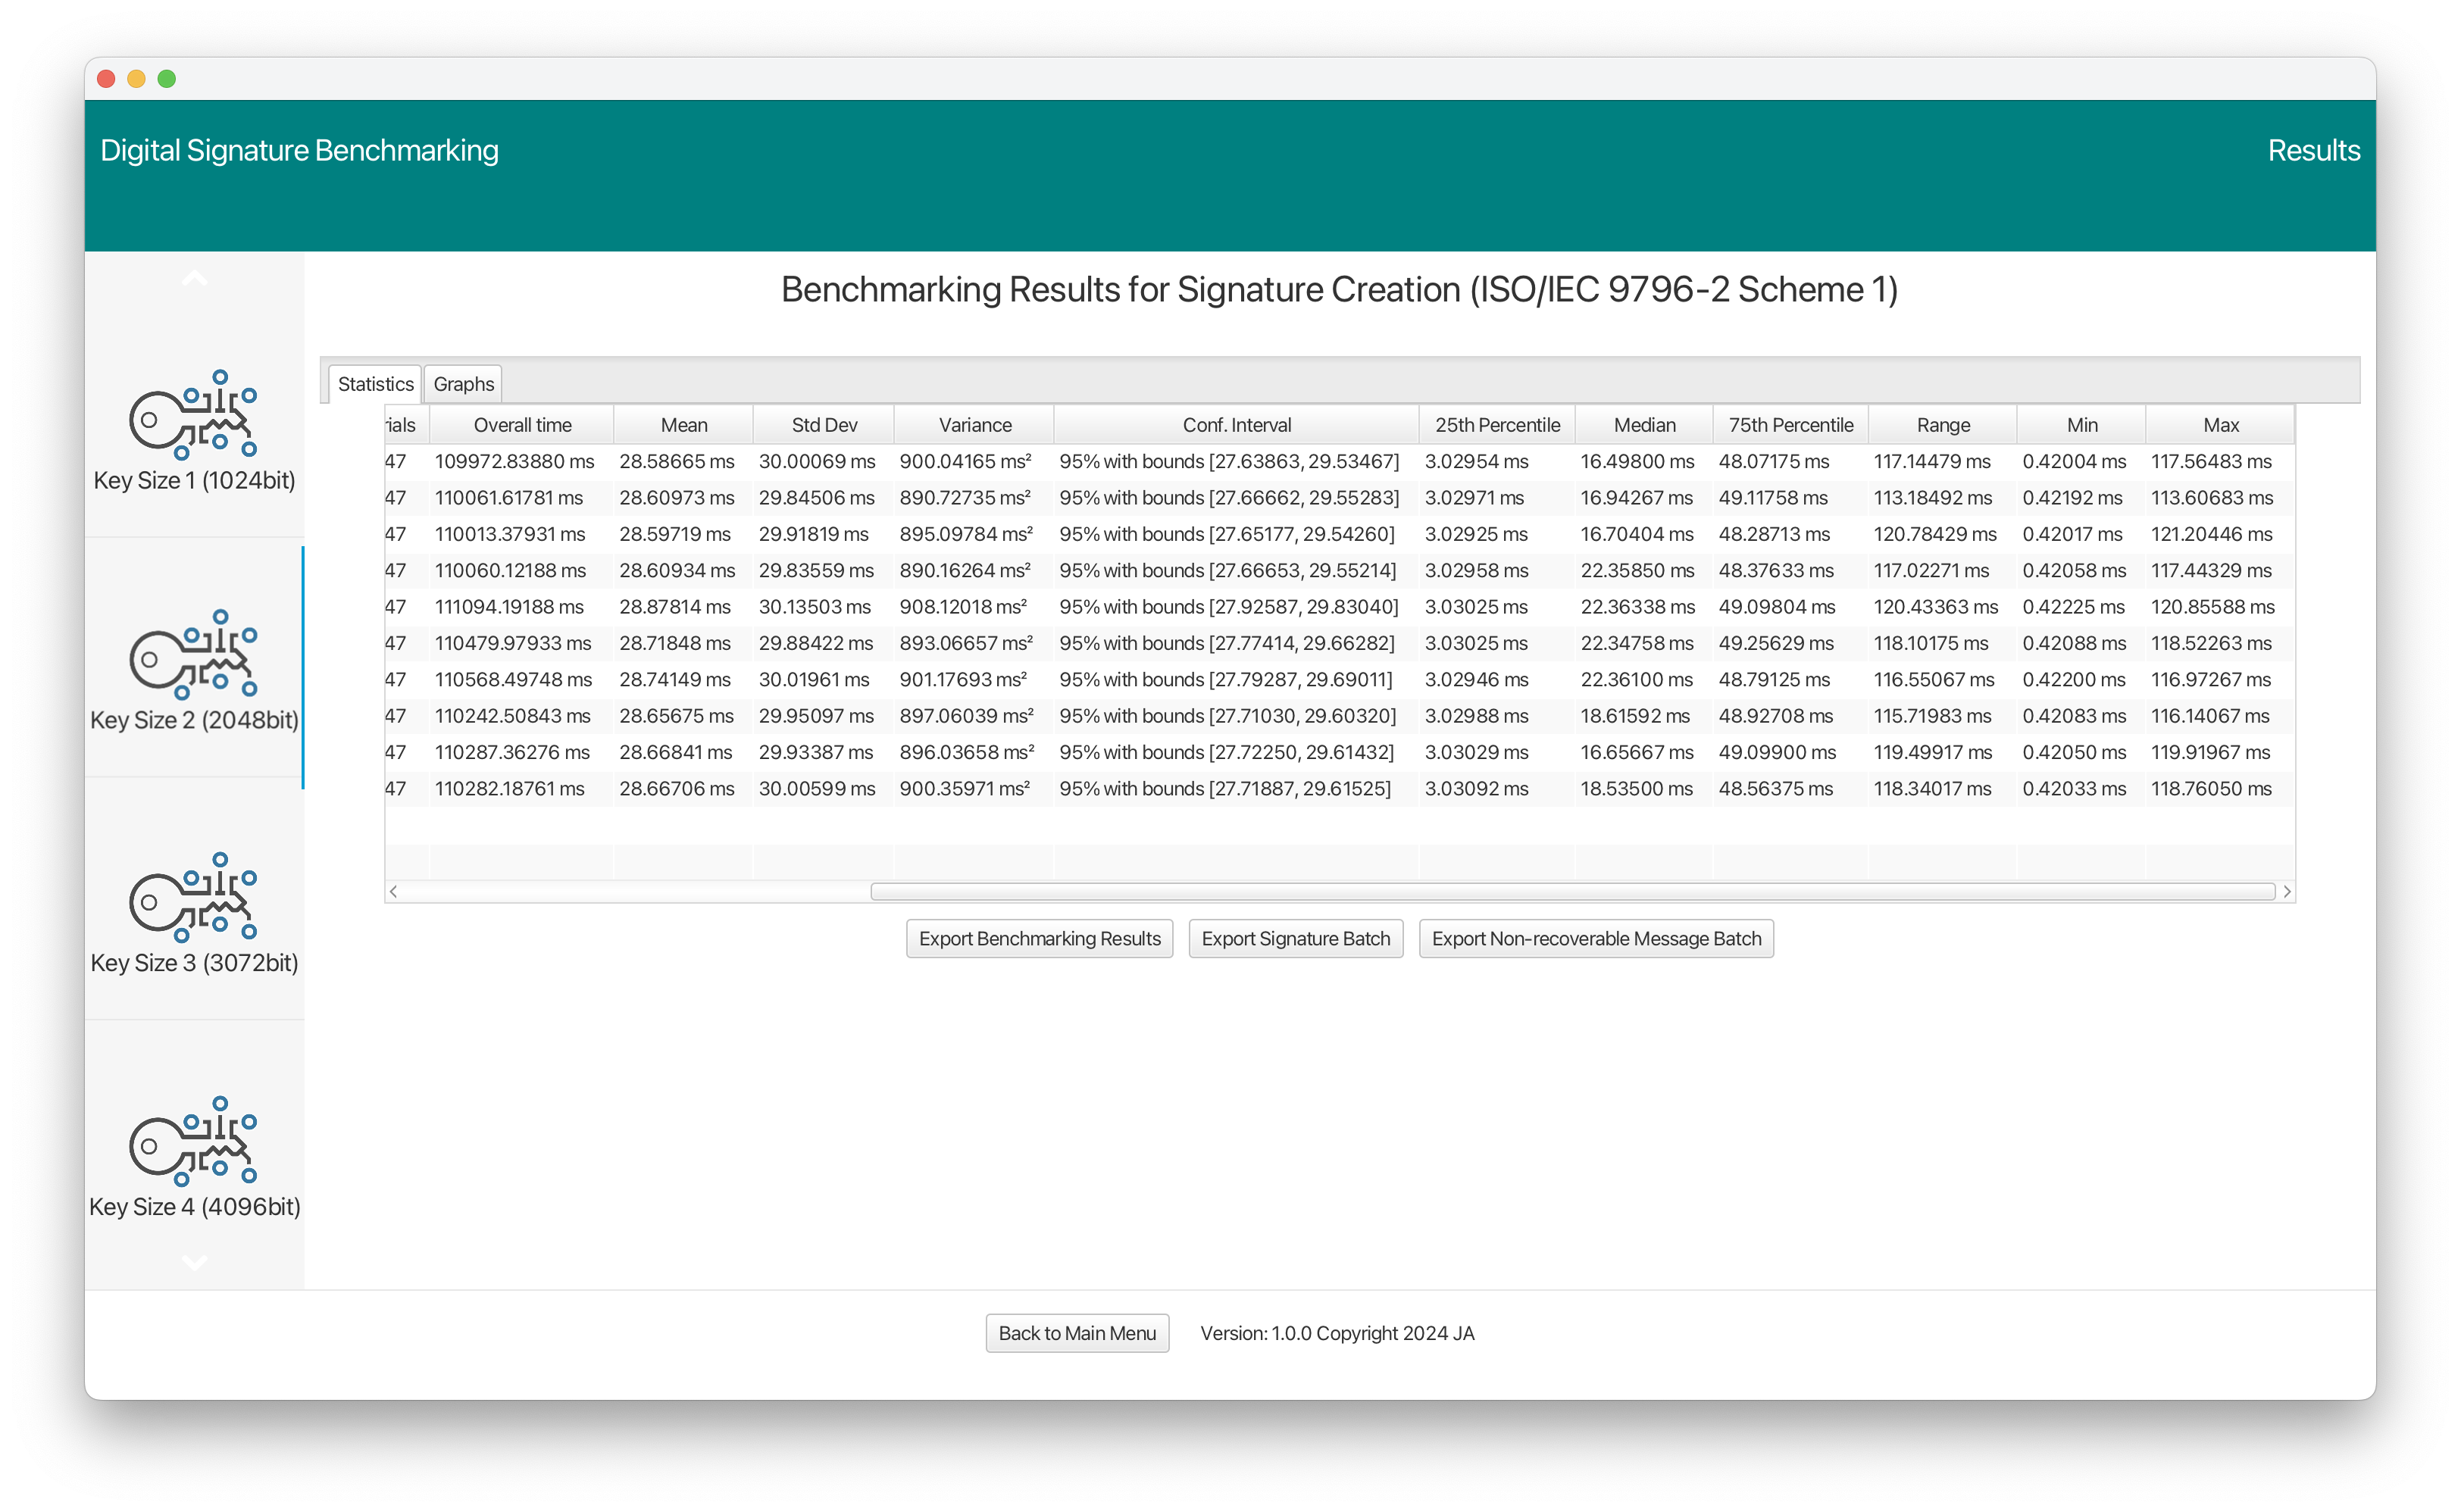 Digital Signature Benchmarking Results
Benchmarking Results for Signature Creation (ISO/IEC 9796-2 Scheme 1)
Statistics Graphs
rials Overall time Mean Std Dev Variance Conf. Interval 25th Percentile Median 75th Percentile Range Min Max
47 109972.83880 ms 28.58665 ms 30.00069 ms 900.04165 ms² 95% with bounds [27.63863, 29.53467] 3.02954 ms 16.49800 ms 48.07175 ms 117.14479 ms 0.42004 ms 117.56483 ms
47 110061.61781 ms 28.60973 ms 29.84506 ms 890.72735 ms² 95% with bounds [27.66662, 29.55283] 3.02971 ms 16.94267 ms 49.11758 ms 113.18492 ms 0.42192 ms 113.60683 ms
47 110013.37931 ms 28.59719 ms 29.91819 ms 895.09784 ms² 95% with bounds [27.65177, 29.54260] 3.02925 ms 16.70404 ms 48.28713 ms 120.78429 ms 0.42017 ms 121.20446 ms
47 110060.12188 ms 28.60934 ms 29.83559 ms 890.16264 ms² 95% with bounds [27.66653, 29.55214] 3.02958 ms 22.35850 ms 48.37633 ms 117.02271 ms 0.42058 ms 117.44329 ms
47 111094.19188 ms 28.87814 ms 30.13503 ms 908.12018 ms² 95% with bounds [27.92587, 29.83040] 3.03025 ms 22.36338 ms 49.09804 ms 120.43363 ms 0.42225 ms 120.85588 ms
47 110479.97933 ms 28.71848 ms 29.88422 ms 893.06657 ms² 95% with bounds [27.77414, 29.66282] 3.03025 ms 22.34758 ms 49.25629 ms 118.10175 ms 0.42088 ms 118.52263 ms
47 110568.49748 ms 28.74149 ms 30.01961 ms 901.17693 ms² 95% with bounds [27.79287, 29.69011] 3.02946 ms 22.36100 ms 48.79125 ms 116.55067 ms 0.42200 ms 116.97267 ms
47 110242.50843 ms 28.65675 ms 29.95097 ms 897.06039 ms² 95% with bounds [27.71030, 29.60320] 3.02988 ms 18.61592 ms 48.92708 ms 115.71983 ms 0.42083 ms 116.14067 ms
47 110287.36276 ms 28.66841 ms 29.93387 ms 896.03658 ms² 95% with bounds [27.72250, 29.61432] 3.03029 ms 16.65667 ms 49.09900 ms 119.49917 ms 0.42050 ms 119.91967 ms
47 110282.18761 ms 28.66706 ms 30.00599 ms 900.35971 ms² 95% with bounds [27.71887, 29.61525] 3.03092 ms 18.53500 ms 48.56375 ms 118.34017 ms 0.42033 ms 118.76050 ms
Export Benchmarking Results Export Signature Batch Export Non-recoverable Message Batch
Key Size 1 (1024bit)
Key Size 2 (2048bit)
Key Size 3 (3072bit)
Key Size 4 (4096bit)
Back to Main Menu Version: 1.0.0 Copyright 2024 JA